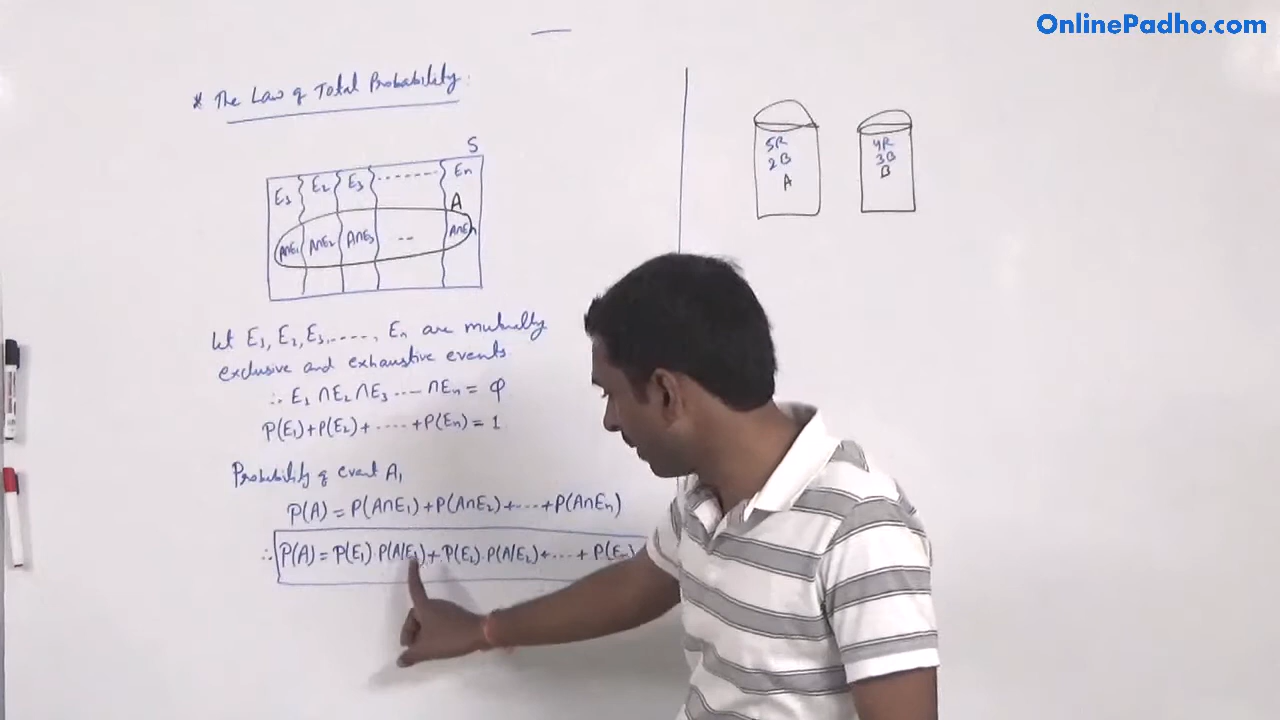 OnlinePadho.com
* The Law of Total Probability:
S
E1 E2 E3 ........ En
A
A∩E1 A∩E2 A∩E3 ... A∩En
Let E1, E2, E3, ......, En are mutually
exclusive and exhaustive events
∴ E1 ∩E2 ∩E3 .... ∩En = φ
P(E1)+P(E2)+ ..... +P(En) = 1
Probability of event A,
P(A) = P(A∩E1)+P(A∩E2)+....+P(A∩En)
∴ P(A) = P(E1) P(A/E1)+P(E2).P(A/E2)+....+ P(En)
5R
2B
A
4R
3B
B